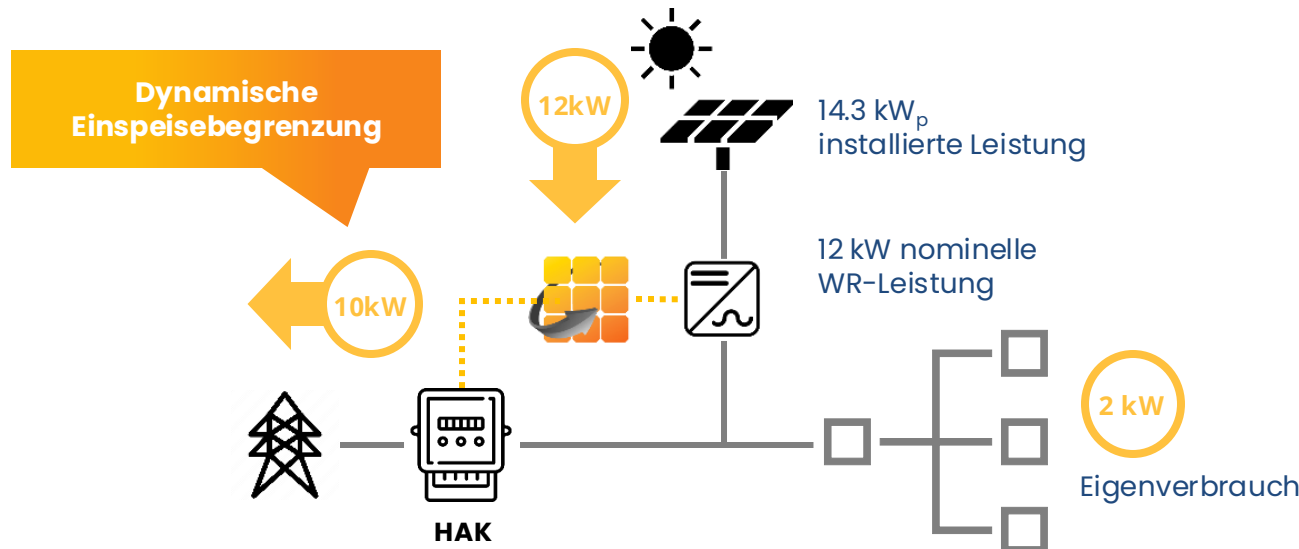 Dynamische
Einspeisebegrenzung
12kW
14.3 kWp
installierte Leistung
12 kW nominelle
WR-Leistung
10kW
2 kW
Eigenverbrauch
HAK